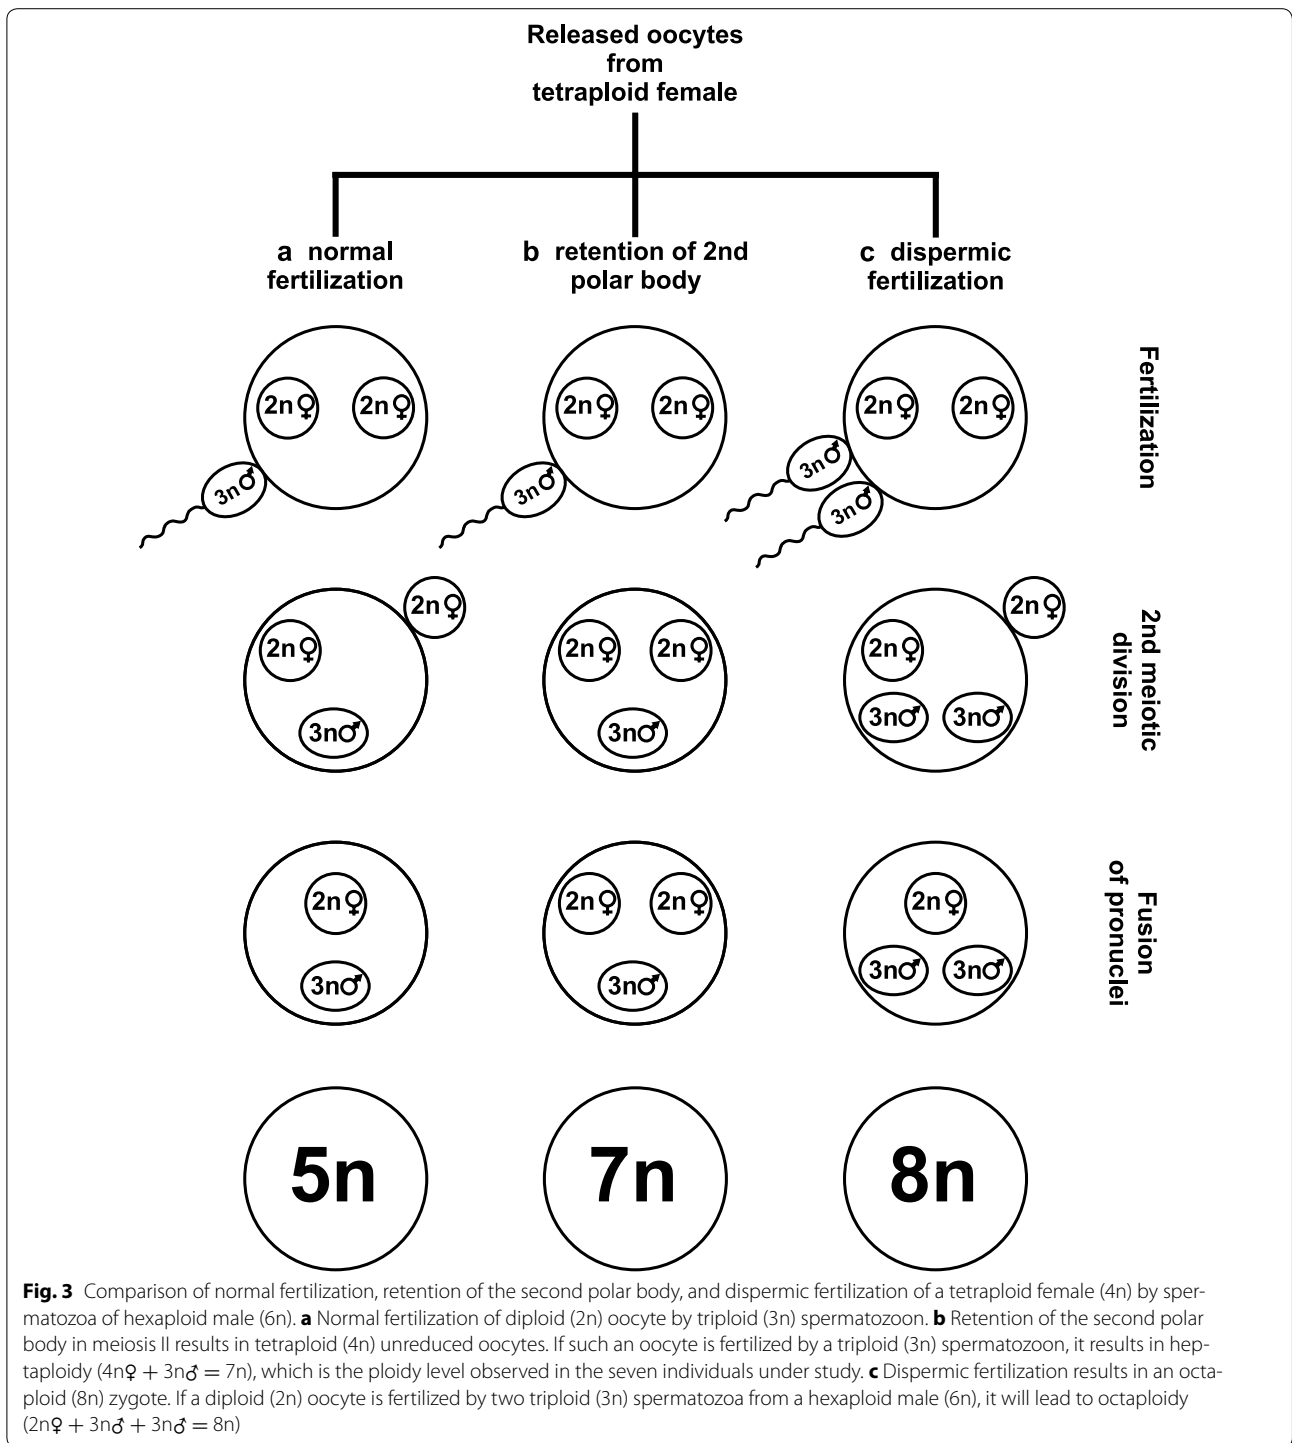 Released oocytes
from
tetraploid female
a normal
fertilization
b retention of 2nd
polar body
c dispermic
fertilization
2n♀ 2n♀
3n♂
2n♀ 2n♀
3n♂
2n♀ 2n♀
3n♂
3n♂
Fertilization
2n♀
2n♀
3n♂
2n♀ 2n♀
3n♂
2n♀
2n♀
3n♂ 3n♂
2nd meiotic
division
2n♀
3n♂
2n♀ 2n♀
3n♂
2n♀
3n♂ 3n♂
Fusion
of pronuclei
5n
7n
8n
Fig. 3 Comparison of normal fertilization, retention of the second polar body, and dispermic fertilization of a tetraploid female (4n) by sper-
matozoa of hexaploid male (6n). a Normal fertilization of diploid (2n) oocyte by triploid (3n) spermatozoon. b Retention of the second polar
body in meiosis II results in tetraploid (4n) unreduced oocytes. If such an oocyte is fertilized by a triploid (3n) spermatozoon, it results in hep-
taploidy (4n♀ + 3n♂ = 7n), which is the ploidy level observed in the seven individuals under study. c Dispermic fertilization results in an octa-
ploid (8n) zygote. If a diploid (2n) oocyte is fertilized by two triploid (3n) spermatozoa from a hexaploid male (6n), it will lead to octaploidy
(2n♀ + 3n♂ + 3n♂ = 8n)